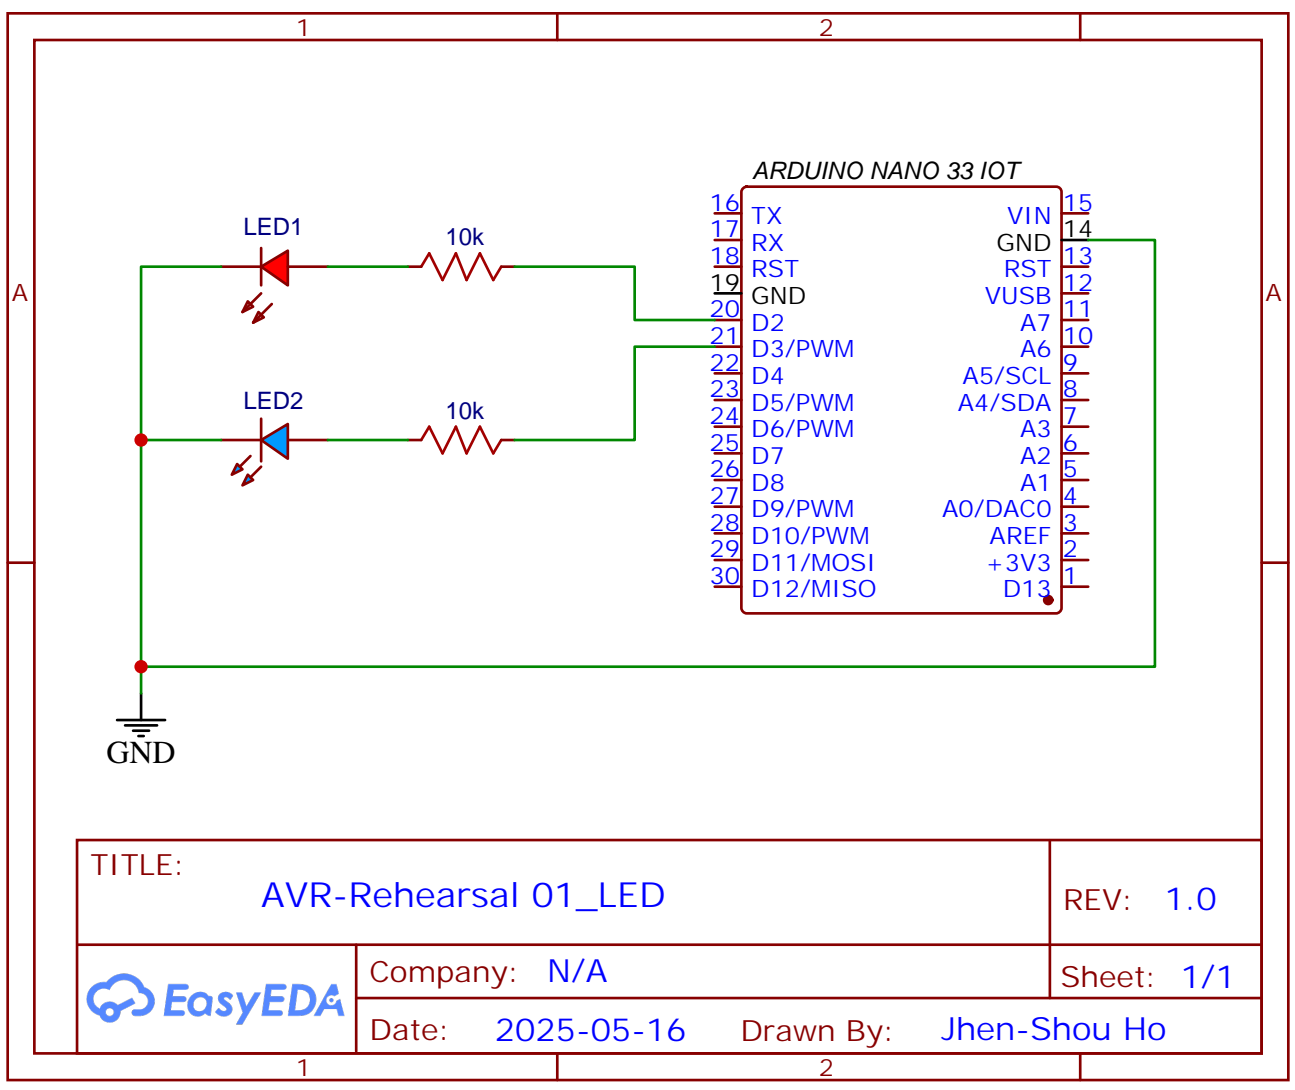 1 2
A A
ARDUINO NANO 33 IOT
LED1
10k
LED2
10k
16 TX VIN 15
17 RX GND 14
18 RST RST 13
19 GND VUSB 12
20 D2 A7 11
21 D3/PWM A6 10
22 D4 A5/SCL 9
23 D5/PWM A4/SDA 8
24 D6/PWM A3 7
25 D7 A2 6
26 D8 A1 5
27 D9/PWM A0/DAC0 4
28 D10/PWM AREF 3
29 D11/MOSI +3V3 2
30 D12/MISO D13 1
GND
TITLE:
AVR-Rehearsal 01_LED
REV: 1.0
EasyEDA
Company: N/A
Sheet: 1/1
Date: 2025-05-16 Drawn By: Jhen-Shou Ho
1 2